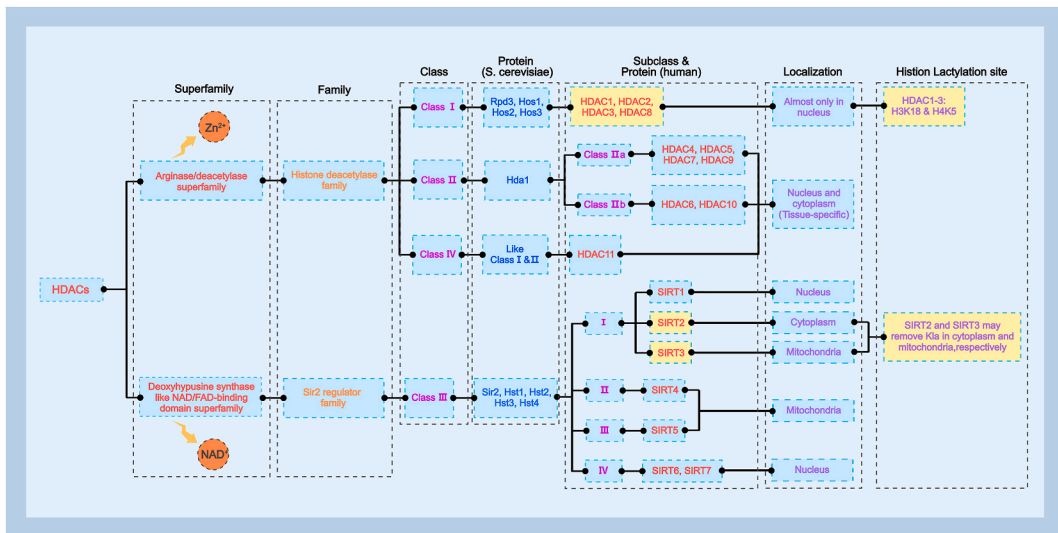 Superfamily
Family
Class
Protein
(S. cerevisiae)
Subclass &
Protein (human)
Localization
Histion Lactylation site
Zn²⁺
Arginase/deacetylase
superfamily
Histone deacetylase
family
Class Ⅰ
Rpd3, Hos1,
Hos2, Hos3
HDAC1, HDAC2,
HDAC3, HDAC8
Almost only in
nucleus
HDAC1-3:
H3K18 & H4K5
Class Ⅱ
Hda1
Class Ⅱa
HDAC4, HDAC5,
HDAC7, HDAC9
Class Ⅱb
HDAC6, HDAC10
Nucleus and
cytoplasm
(Tissue-specific)
Class Ⅳ
Like
Class Ⅰ &Ⅱ
HDAC11
HDACs
Deoxyhypusine synthase
like NAD/FAD-binding
domain superfamily
NAD⁺
Sir2 regulator
family
Class Ⅲ
Sir2, Hst1, Hst2,
Hst3, Hst4
Ⅰ
SIRT1
Nucleus
SIRT2
Cytoplasm
SIRT3
Mitochondria
SIRT2 and SIRT3 may
remove Kla in cytoplasm and
mitochondria,respectively
Ⅱ
SIRT4
Ⅲ
SIRT5
Mitochondria
Ⅳ
SIRT6, SIRT7
Nucleus